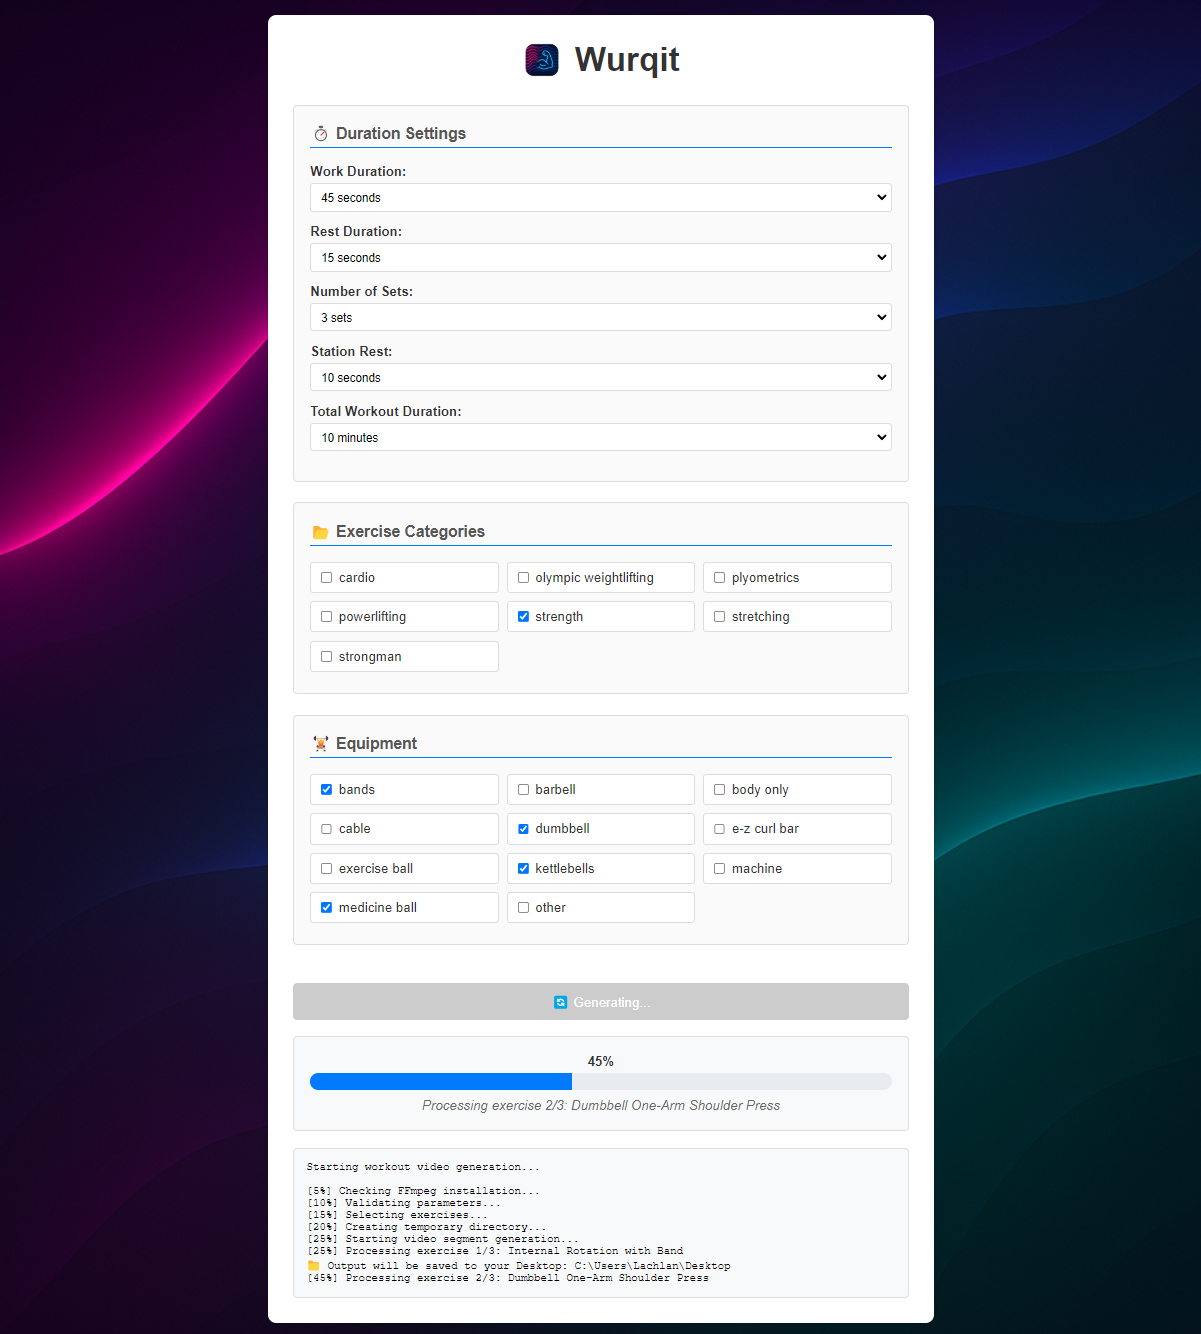 Wurqit
Duration Settings
Work Duration:
45 seconds
Rest Duration:
15 seconds
Number of Sets:
3 sets
Station Rest:
10 seconds
Total Workout Duration:
10 minutes
Exercise Categories
cardio
olympic weightlifting
plyometrics
powerlifting
strength
stretching
strongman
Equipment
bands
barbell
body only
cable
dumbbell
e-z curl bar
exercise ball
kettlebells
machine
medicine ball
other
Generating...
45%
Processing exercise 2/3: Dumbbell One-Arm Shoulder Press
Starting workout video generation...
[5%] Checking FFmpeg installation...
[10%] Validating parameters...
[15%] Selecting exercises...
[20%] Creating temporary directory...
[25%] Starting video segment generation...
[25%] Processing exercise 1/3: Internal Rotation with Band
Output will be saved to your Desktop: C:\Users\Lachlan\Desktop
[45%] Processing exercise 2/3: Dumbbell One-Arm Shoulder Press